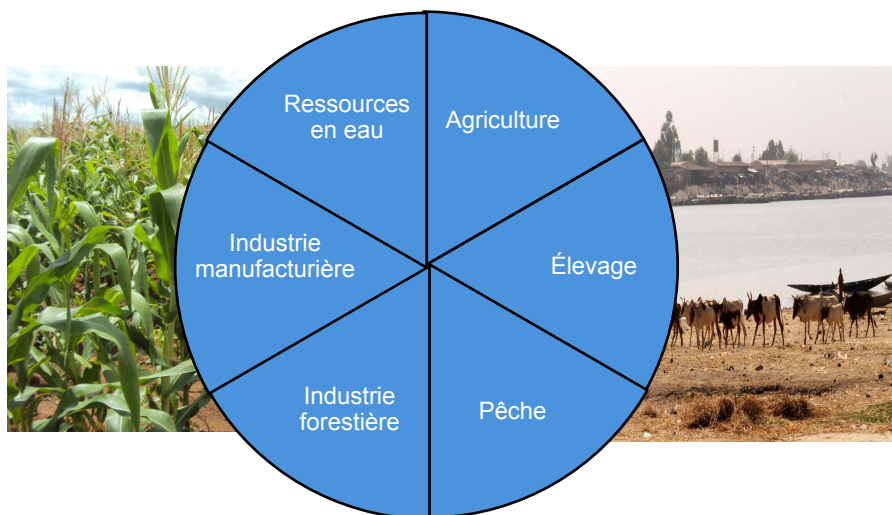 Ressources
en eau
Agriculture
Industrie
manufacturière
Élevage
Industrie
forestière
Pêche